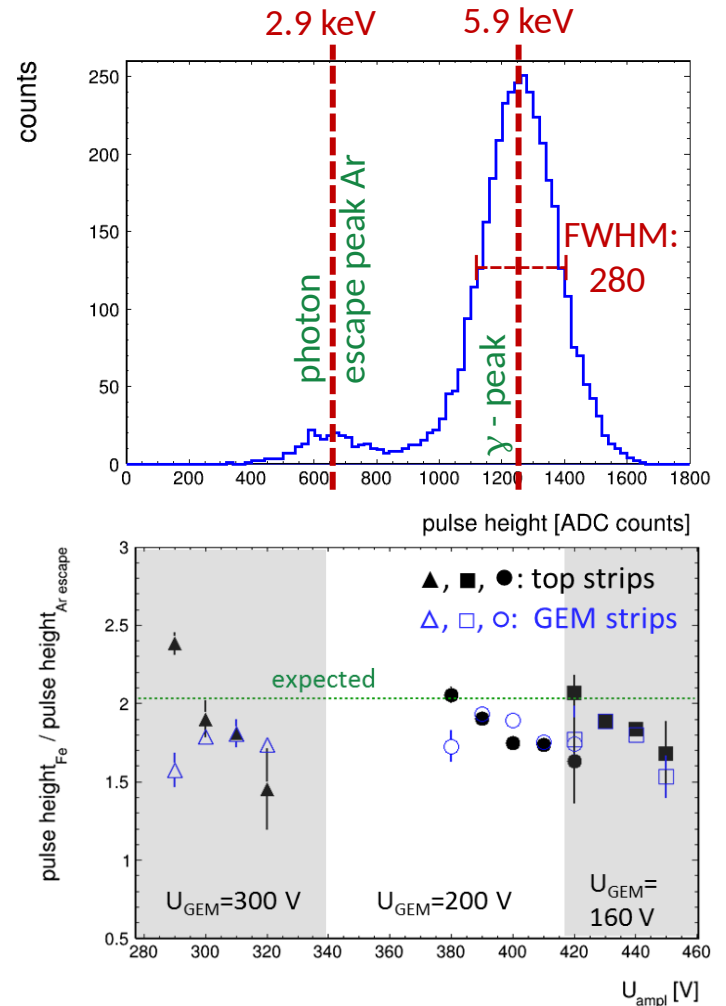 2.9 keV
5.9 keV
counts
250
200
150
100
50
0
photon
escape peak Ar
γ - peak
FWHM:
280
0 200 400 600 800 1000 1200 1400 1600 1800
pulse height [ADC counts]
pulse height_Fe / pulse height_Ar escape
3
2.5
2
1.5
1
0.5
▲, ■, ●: top strips
△, □, ○: GEM strips
expected
U_GEM=300 V
U_GEM=200 V
U_GEM=
160 V
280 300 320 340 360 380 400 420 440 460
U_ampl [V]